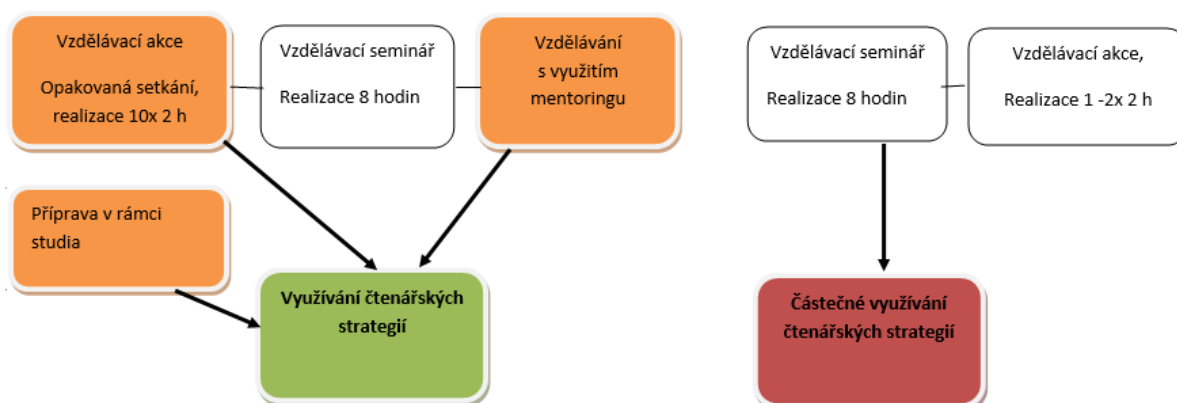 Vzdělávací akce
Opakovaná setkání,
realizace 10x 2 h
Vzdělávací seminář
Realizace 8 hodin
Vzdělávání
s využitím
mentoringu
Vzdělávací seminář
Realizace 8 hodin
Vzdělávací akce,
Realizace 1 -2x 2 h
Příprava v rámci
studia
Využívání čtenářských
strategií
Částečné využívání
čtenářských strategií